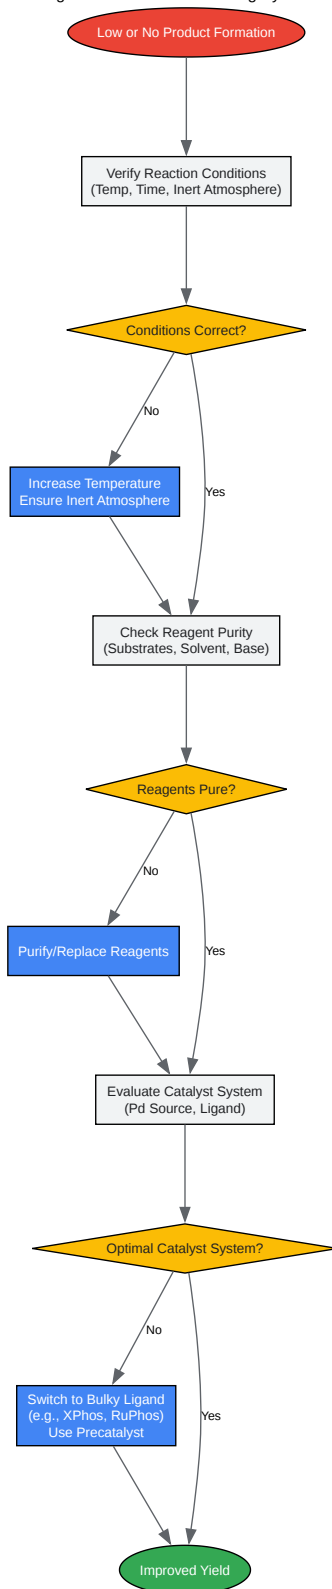 Low or No Product Formation
Verify Reaction Conditions
(Temp, Time, Inert Atmosphere)
Conditions Correct?
No
Increase Temperature
Ensure Inert Atmosphere
Yes
Check Reagent Purity
(Substrates, Solvent, Base)
Reagents Pure?
No
Purify/Replace Reagents
Yes
Evaluate Catalyst System
(Pd Source, Ligand)
Optimal Catalyst System?
No
Switch to Bulky Ligand
(e.g., XPhos, RuPhos)
Use Precatalyst
Yes
Improved Yield